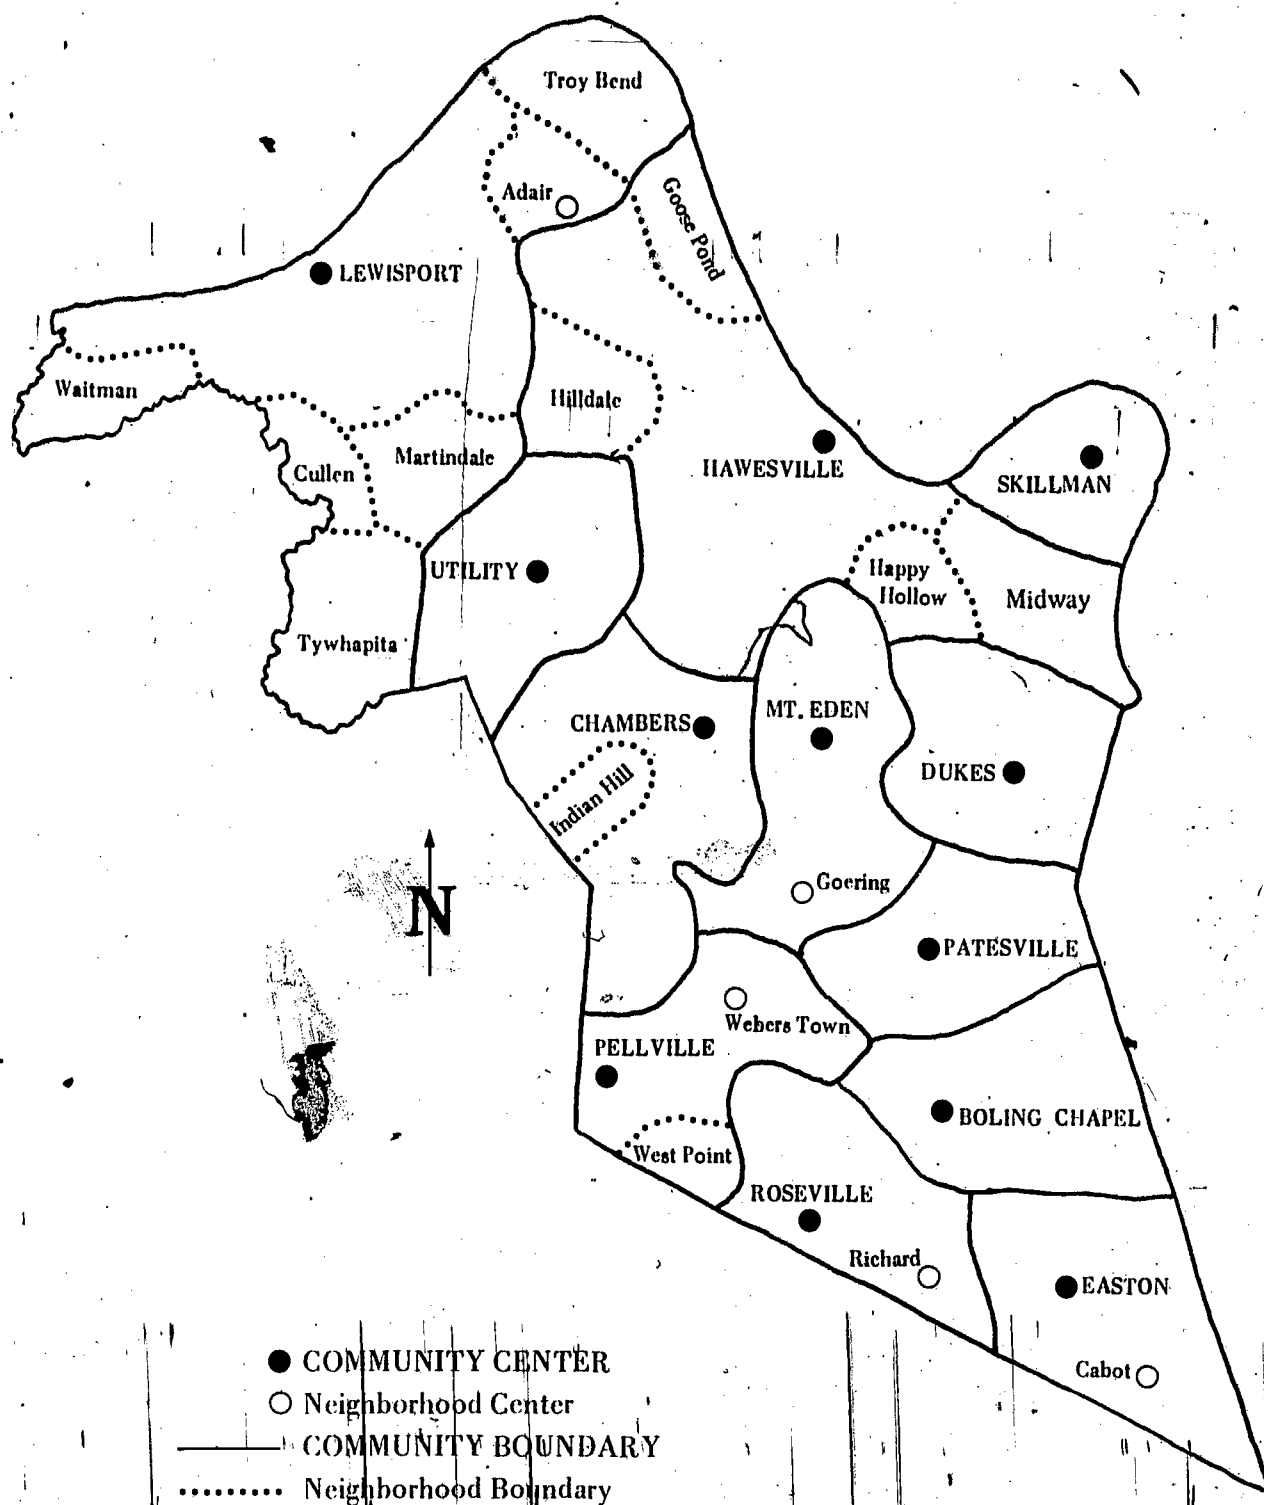 Troy Bend
Adair
Goose Pond
LEWISPORT
Waitman
Hilldale
Martindale
Cullen
HAWESVILLE
SKILLMAN
UTILITY
Happy
Hollow
Midway
Tywhapita
CHAMBERS
MT. EDEN
DUKES
Indian Hill
N
Goering
PATESVILLE
Webers Town
PELLVILLE
BOLING CHAPEL
West Point
ROSEVILLE
Richard
EASTON
Cabot
COMMUNITY CENTER
Neighborhood Center
COMMUNITY BOUNDARY
Neighborhood Boundary